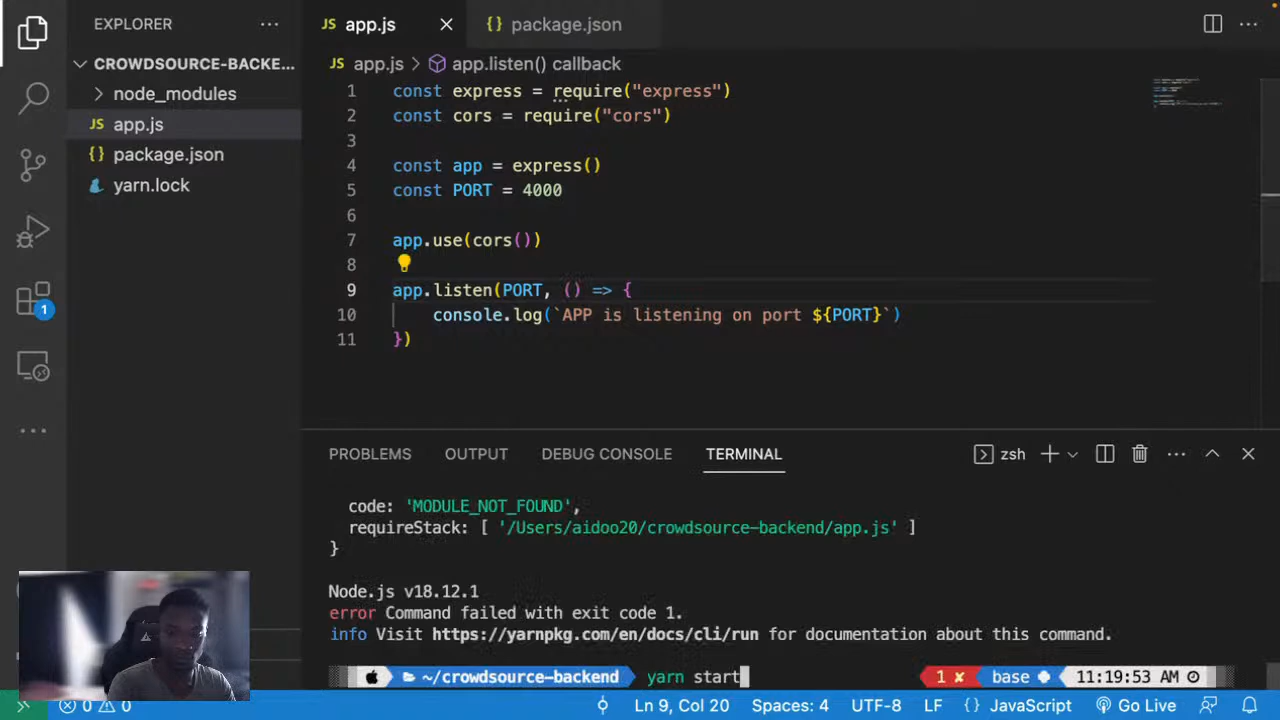 EXPLORER
CROWDSOURCE-BACKE...
node_modules
JS app.js
{} package.json
yarn.lock
1
JS app.js
{} package.json
JS app.js > app.listen() callback
1 const express = require("express")
2 const cors = require("cors")
3
4 const app = express()
5 const PORT = 4000
6
7 app.use(cors())
8
9 app.listen(PORT, () => {
10 console.log(`APP is listening on port ${PORT}`)
11 })
PROBLEMS OUTPUT DEBUG CONSOLE TERMINAL zsh
code: 'MODULE_NOT_FOUND',
requireStack: [ '/Users/aidoo20/crowdsource-backend/app.js' ]
}
Node.js v18.12.1
error Command failed with exit code 1.
info Visit https://yarnpkg.com/en/docs/cli/run for documentation about this command.
~/crowdsource-backend yarn start 1 ✘ base 11:19:53 AM
0 0 Ln 9, Col 20 Spaces: 4 UTF-8 LF {} JavaScript Go Live